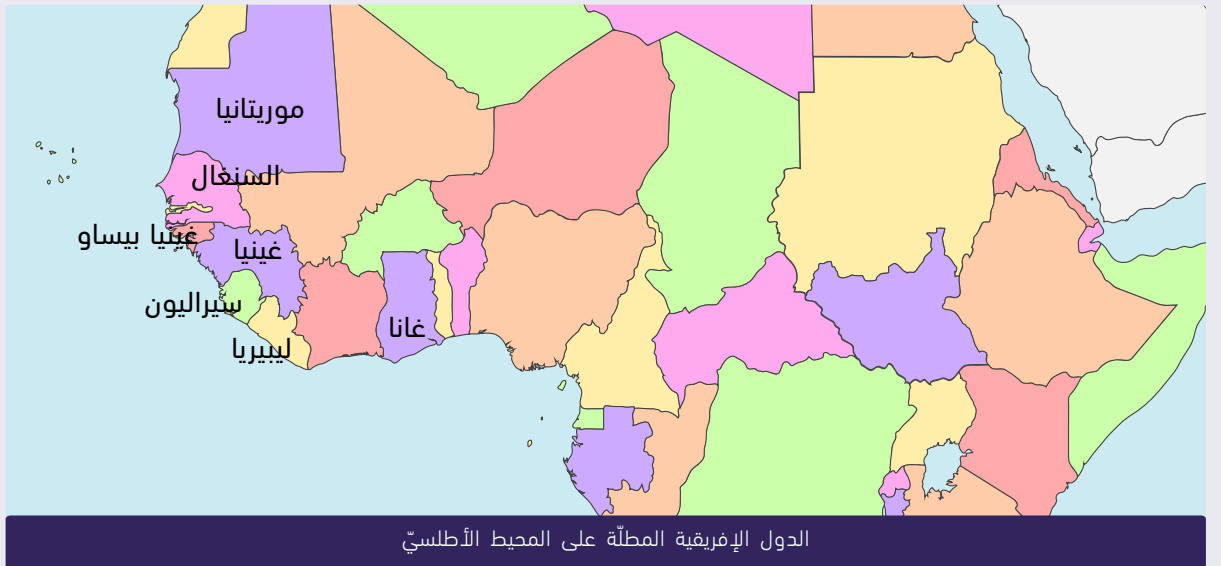 موريتانيا
السنغال
غينيا بيساو
غينيا
سيراليون
ليبيريا
غانا
الدول الإفريقية المطلّة على المحيط الأطلسيّ